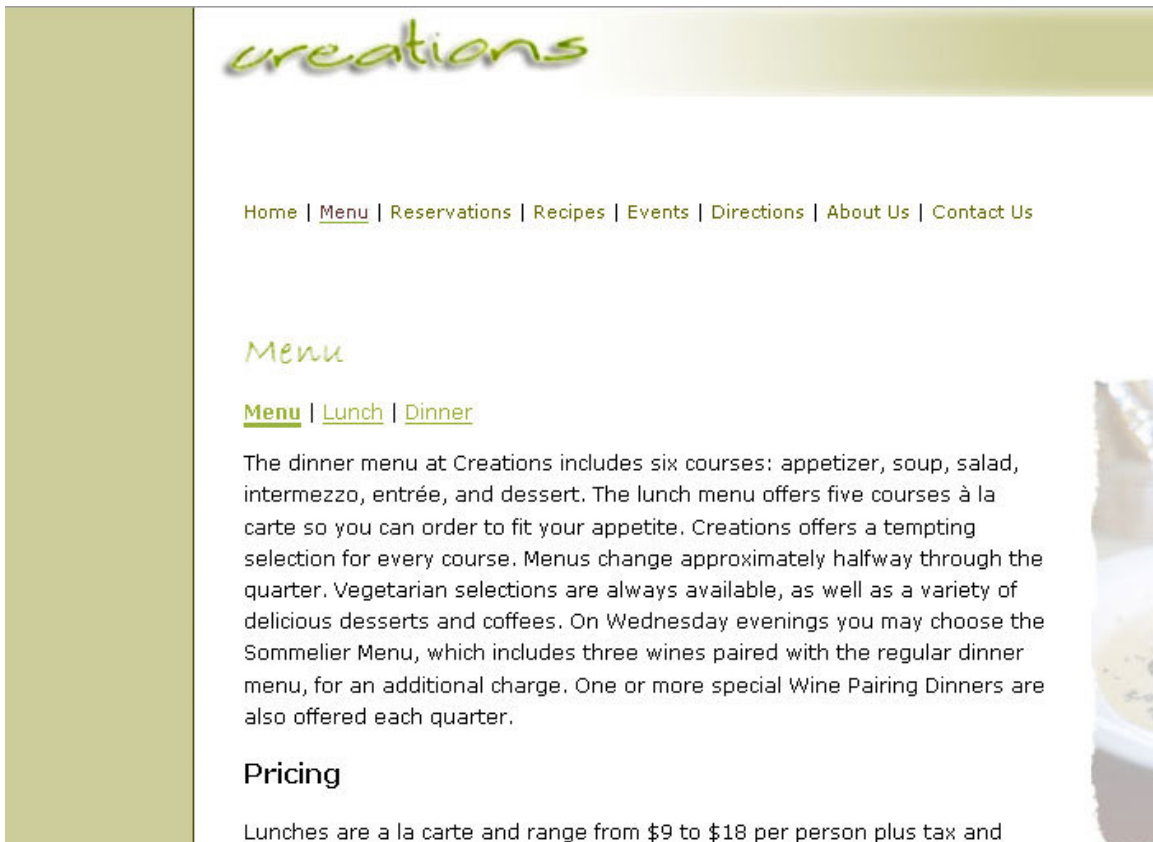 creations
Home | Menu | Reservations | Recipes | Events | Directions | About Us | Contact Us
Menu
Menu | Lunch | Dinner
The dinner menu at Creations includes six courses: appetizer, soup, salad,
intermezzo, entrée, and dessert. The lunch menu offers five courses à la
carte so you can order to fit your appetite. Creations offers a tempting
selection for every course. Menus change approximately halfway through the
quarter. Vegetarian selections are always available, as well as a variety of
delicious desserts and coffees. On Wednesday evenings you may choose the
Sommelier Menu, which includes three wines paired with the regular dinner
menu, for an additional charge. One or more special Wine Pairing Dinners are
also offered each quarter.
Pricing
Lunches are a la carte and range from $9 to $18 per person plus tax and